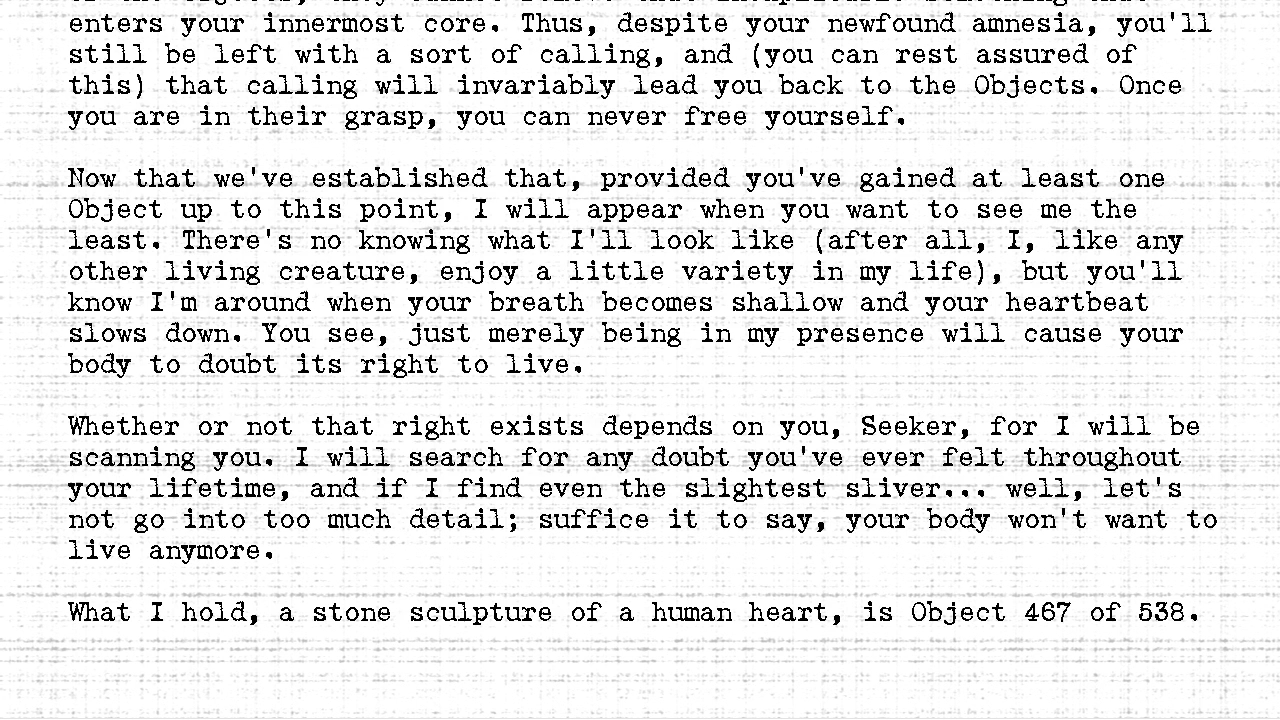 enters your innermost core. Thus, despite your newfound amnesia, you'll
still be left with a sort of calling, and (you can rest assured of
this) that calling will invariably lead you back to the Objects. Once
you are in their grasp, you can never free yourself.
Now that we've established that, provided you've gained at least one
Object up to this point, I will appear when you want to see me the
least. There's no knowing what I'll look like (after all, I, like any
other living creature, enjoy a little variety in my life), but you'll
know I'm around when your breath becomes shallow and your heartbeat
slows down. You see, just merely being in my presence will cause your
body to doubt its right to live.
Whether or not that right exists depends on you, Seeker, for I will be
scanning you. I will search for any doubt you've ever felt throughout
your lifetime, and if I find even the slightest sliver... well, let's
not go into too much detail; suffice it to say, your body won't want to
live anymore.
What I hold, a stone sculpture of a human heart, is Object 467 of 538.